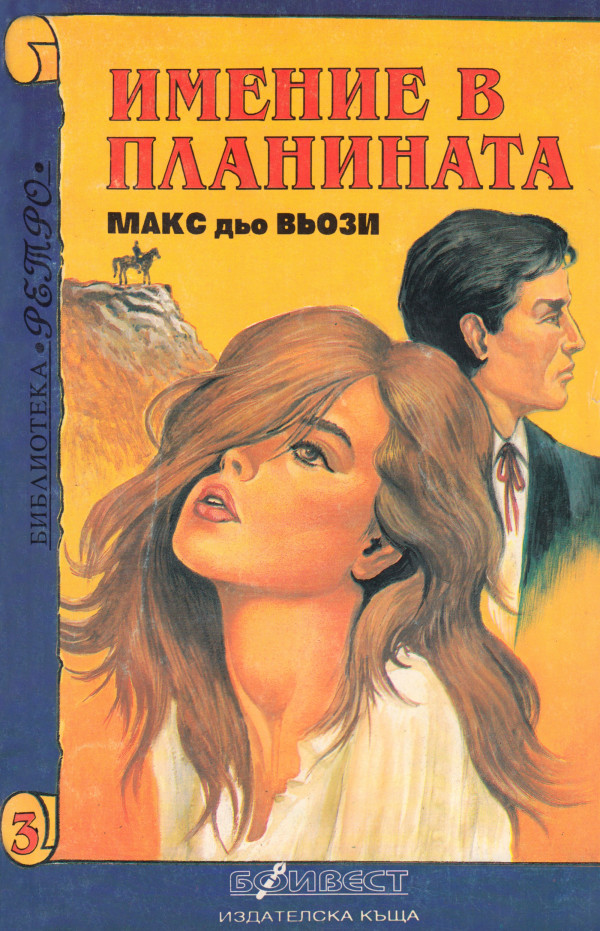 ИМЕНИЕ В
ПЛАНИНАТА
МАКС дьо ВЬОЗИ
БИБЛИОТЕКА •РЕТРО•
3
БОИВЕСТ
ИЗДАТЕЛСКА КЪЩА